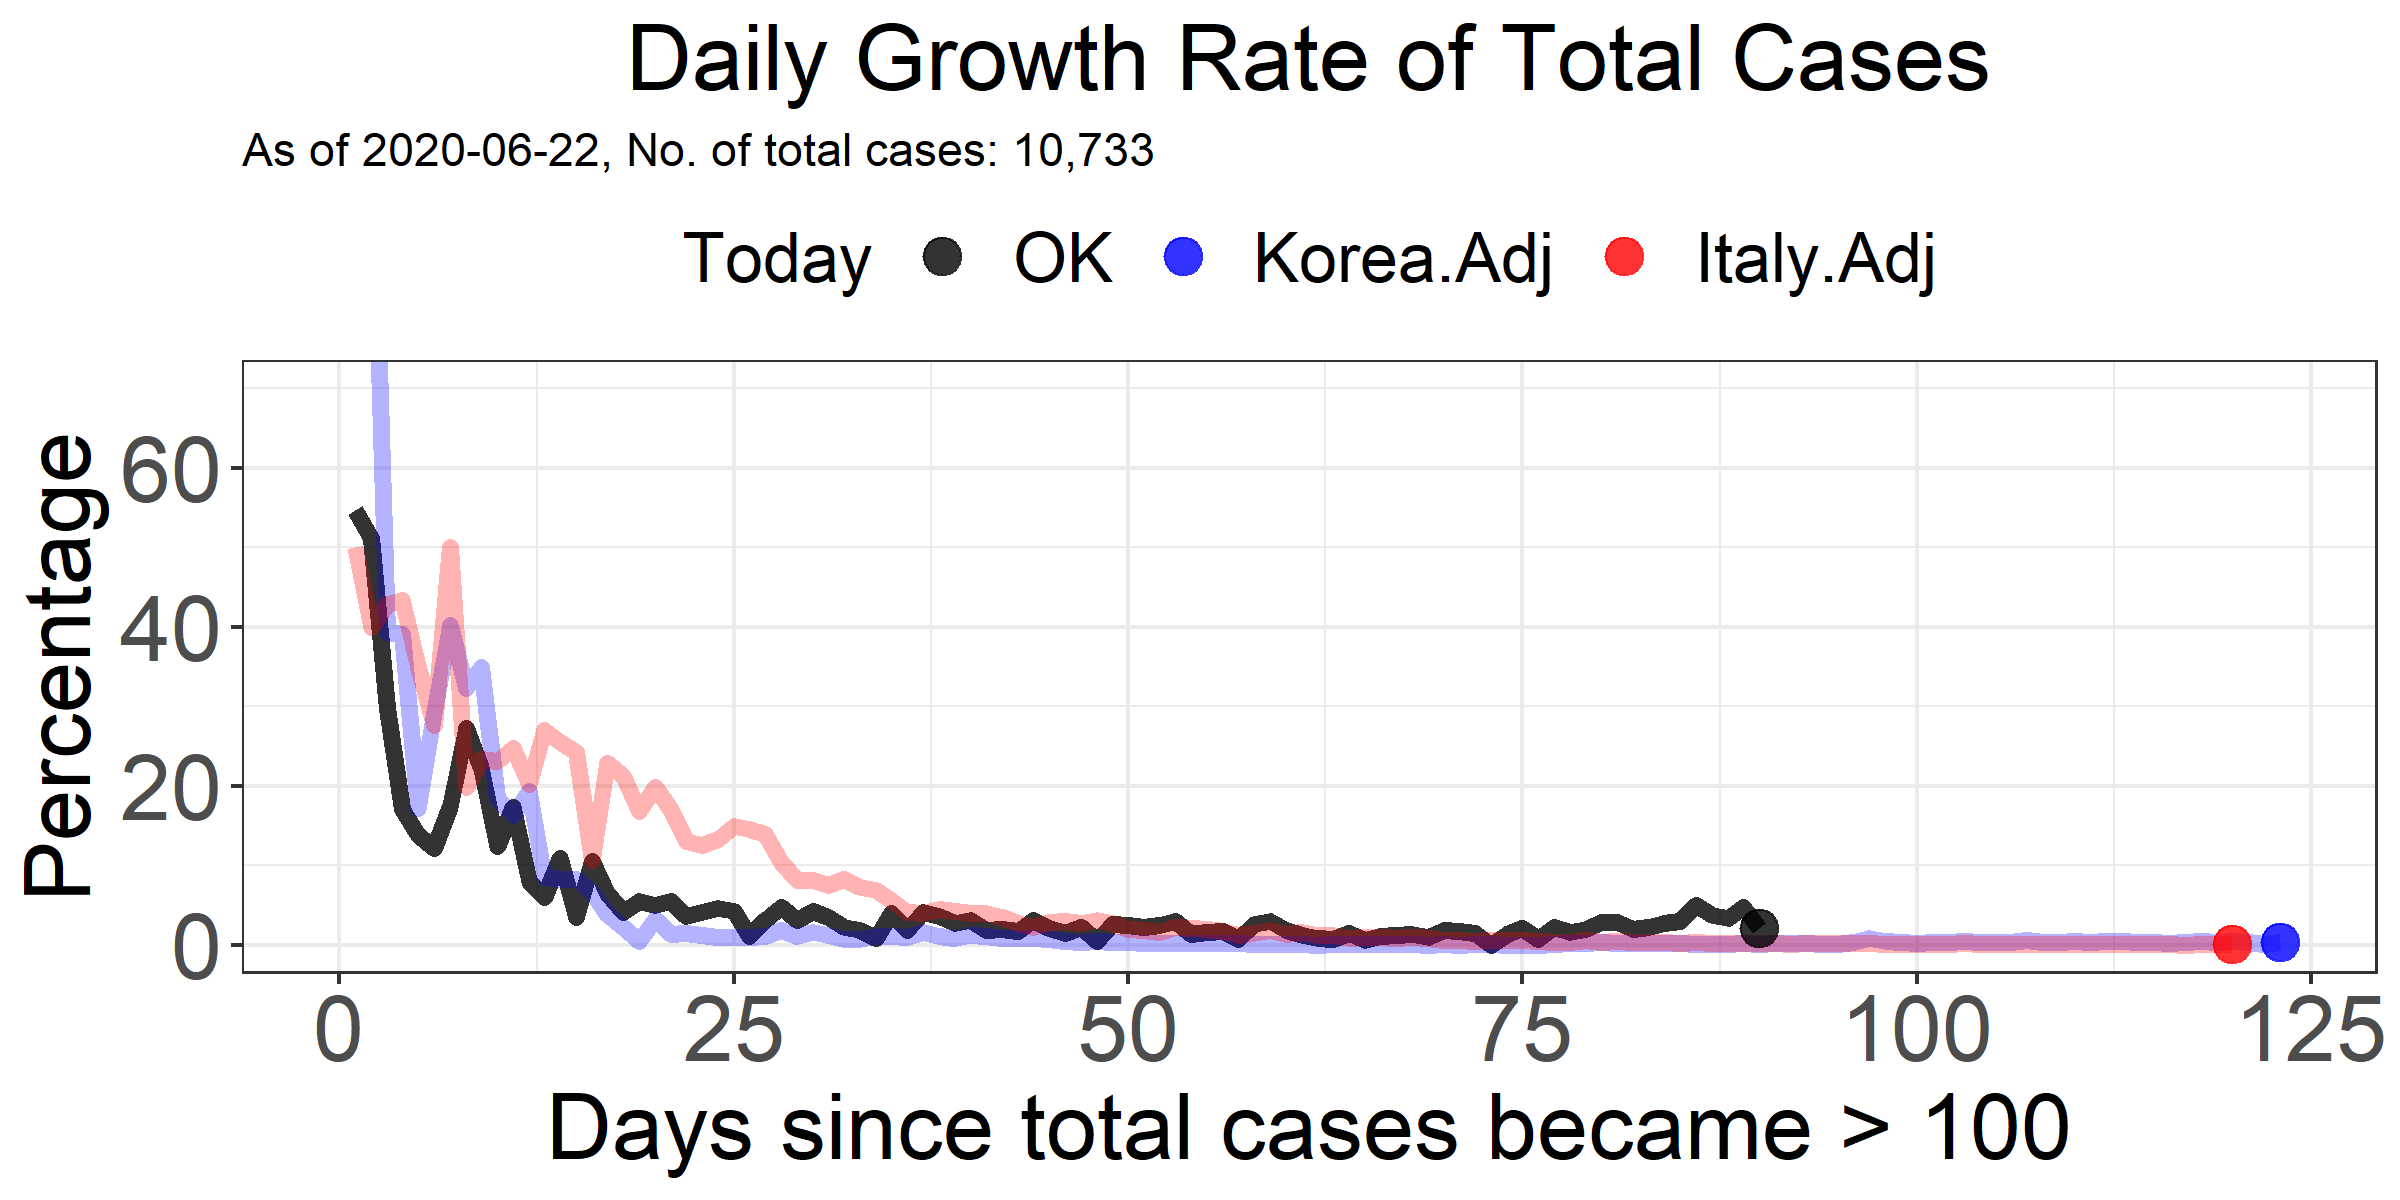 Daily Growth Rate of Total Cases
As of 2020-06-22, No. of total cases: 10,733
Today OK Korea.Adj Italy.Adj
Percentage
60
40
20
0
0 25 50 75 100 125
Days since total cases became > 100